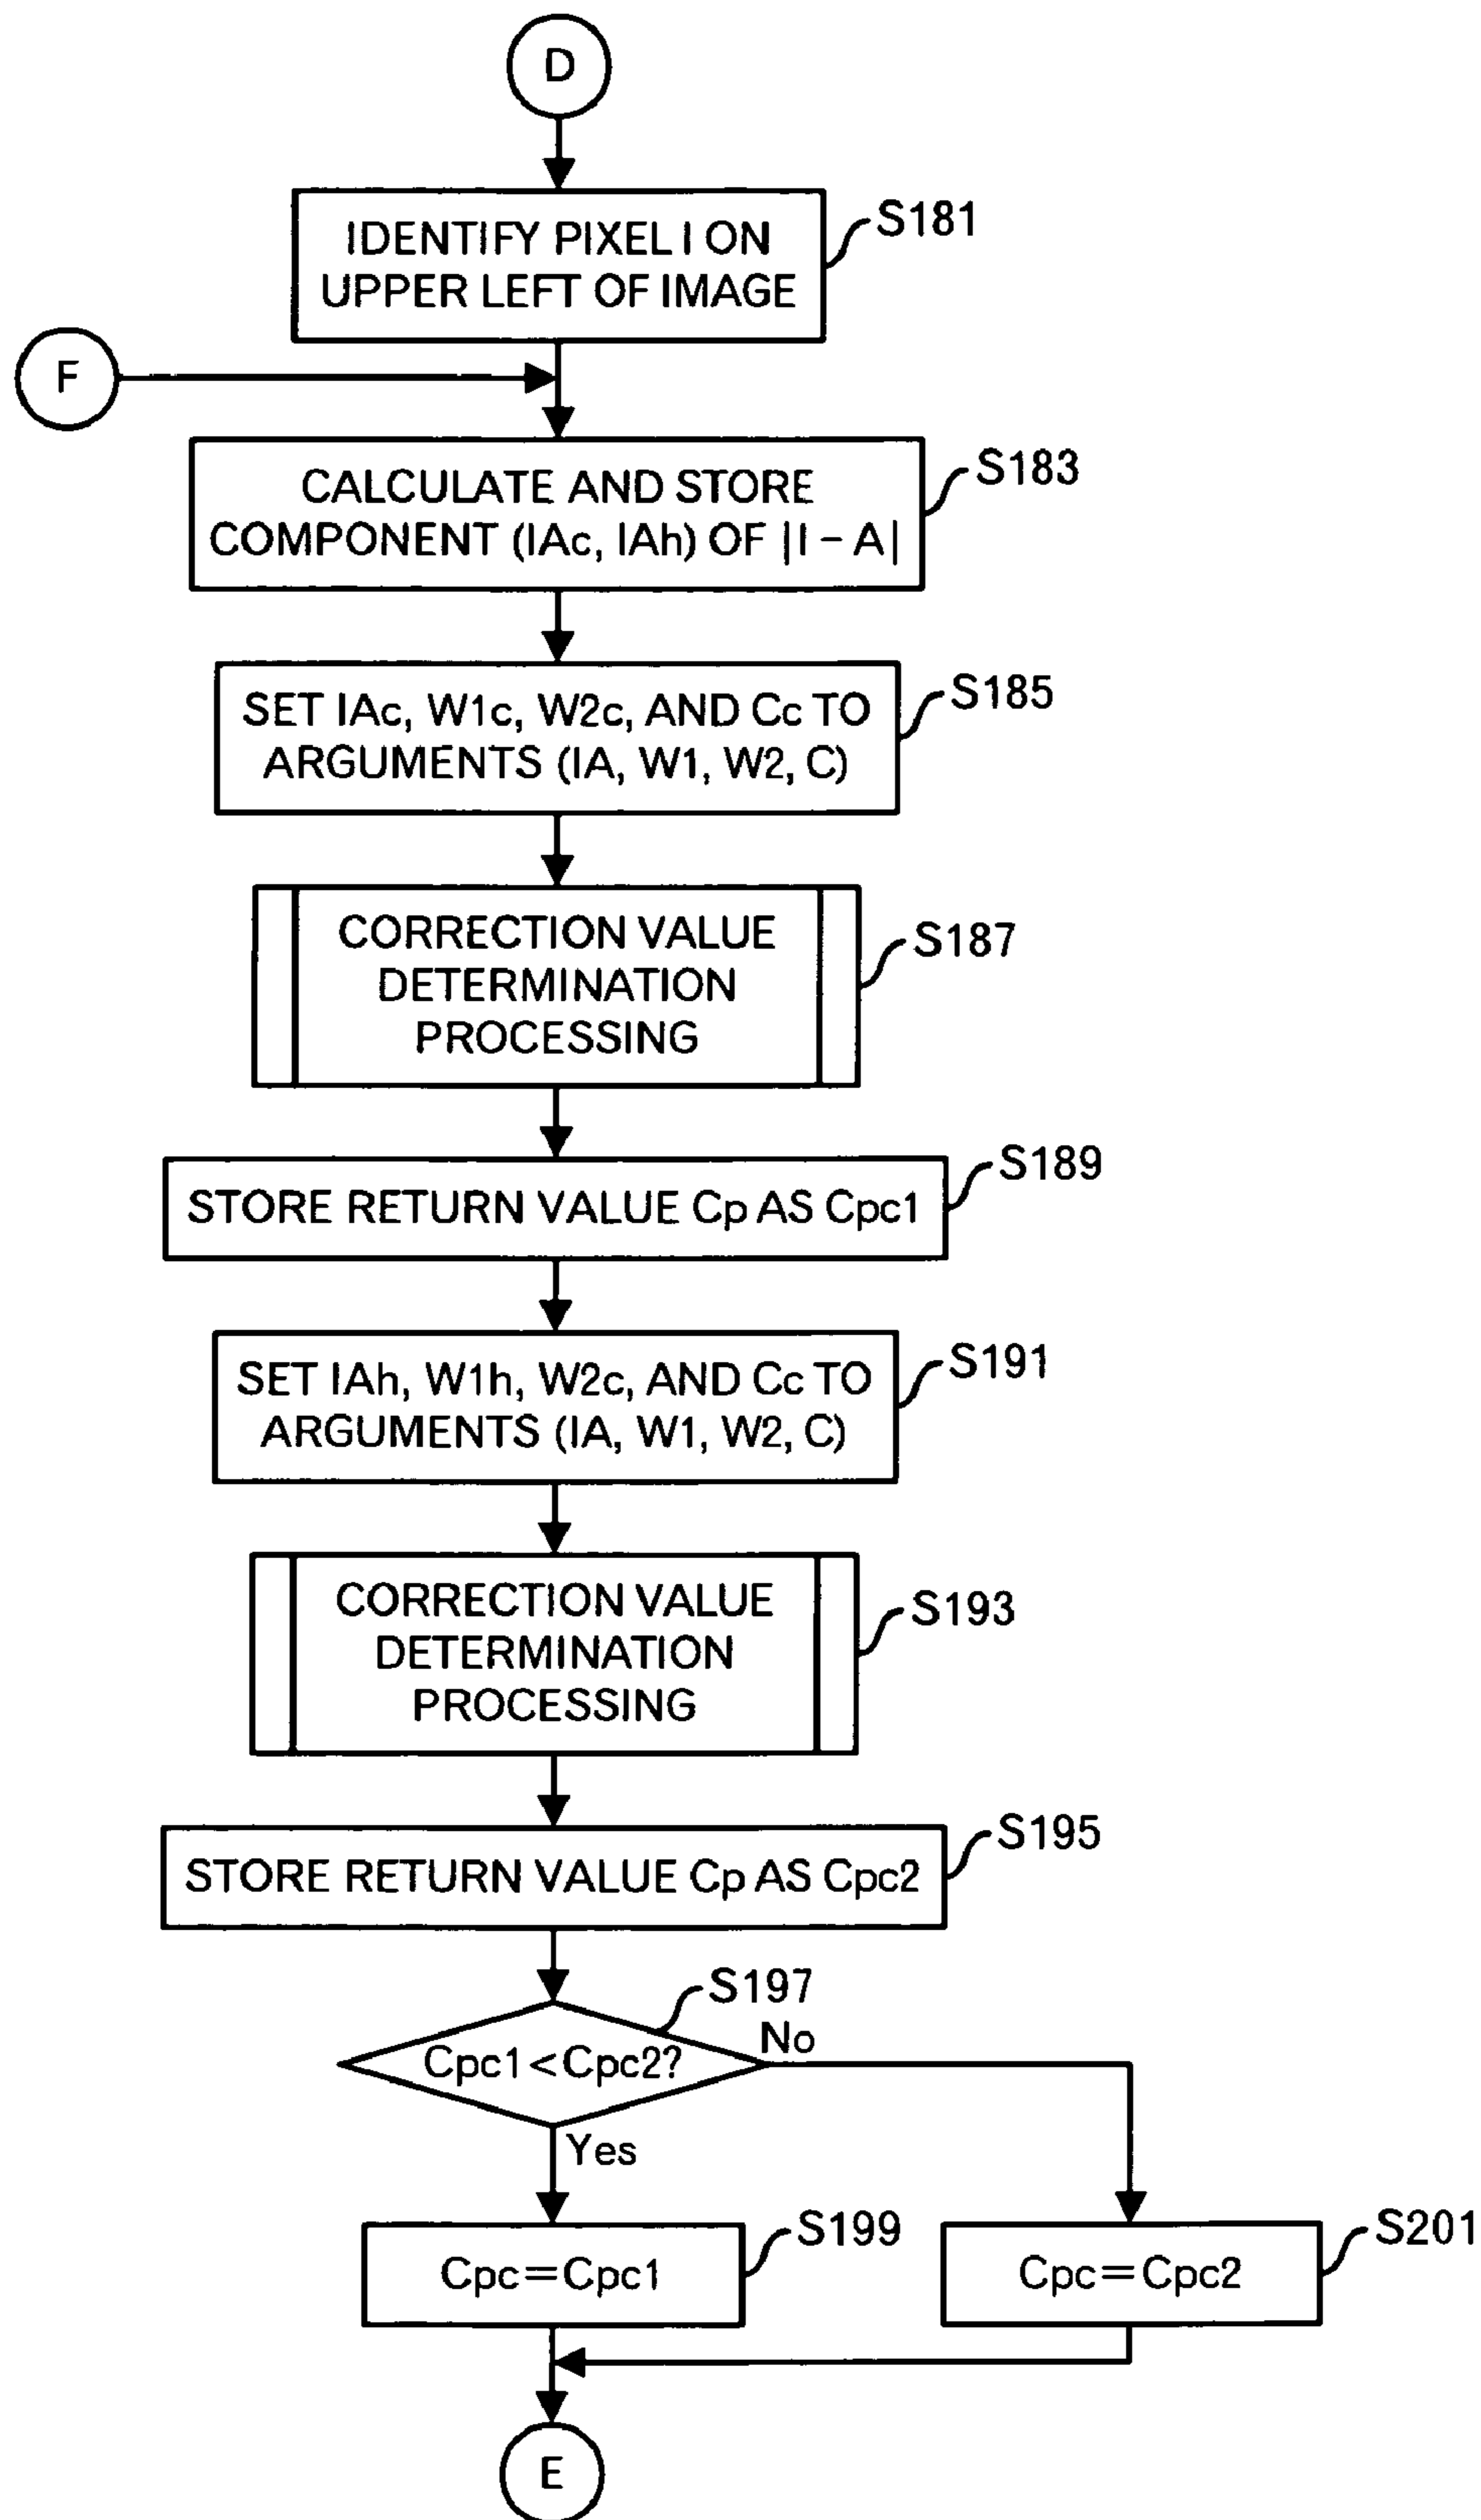 D
IDENTIFY PIXEL I ON
UPPER LEFT OF IMAGE
S181
F
CALCULATE AND STORE
COMPONENT (IAc, IAh) OF |I − A|
S183
SET IAc, W1c, W2c, AND Cc TO
ARGUMENTS (IA, W1, W2, C)
S185
CORRECTION VALUE
DETERMINATION
PROCESSING
S187
STORE RETURN VALUE Cp AS Cpc1
S189
SET IAh, W1h, W2c, AND Cc TO
ARGUMENTS (IA, W1, W2, C)
S191
CORRECTION VALUE
DETERMINATION
PROCESSING
S193
STORE RETURN VALUE Cp AS Cpc2
S195
S197
Cpc1<Cpc2?
No
Yes
Cpc=Cpc1
S199
Cpc=Cpc2
S201
E